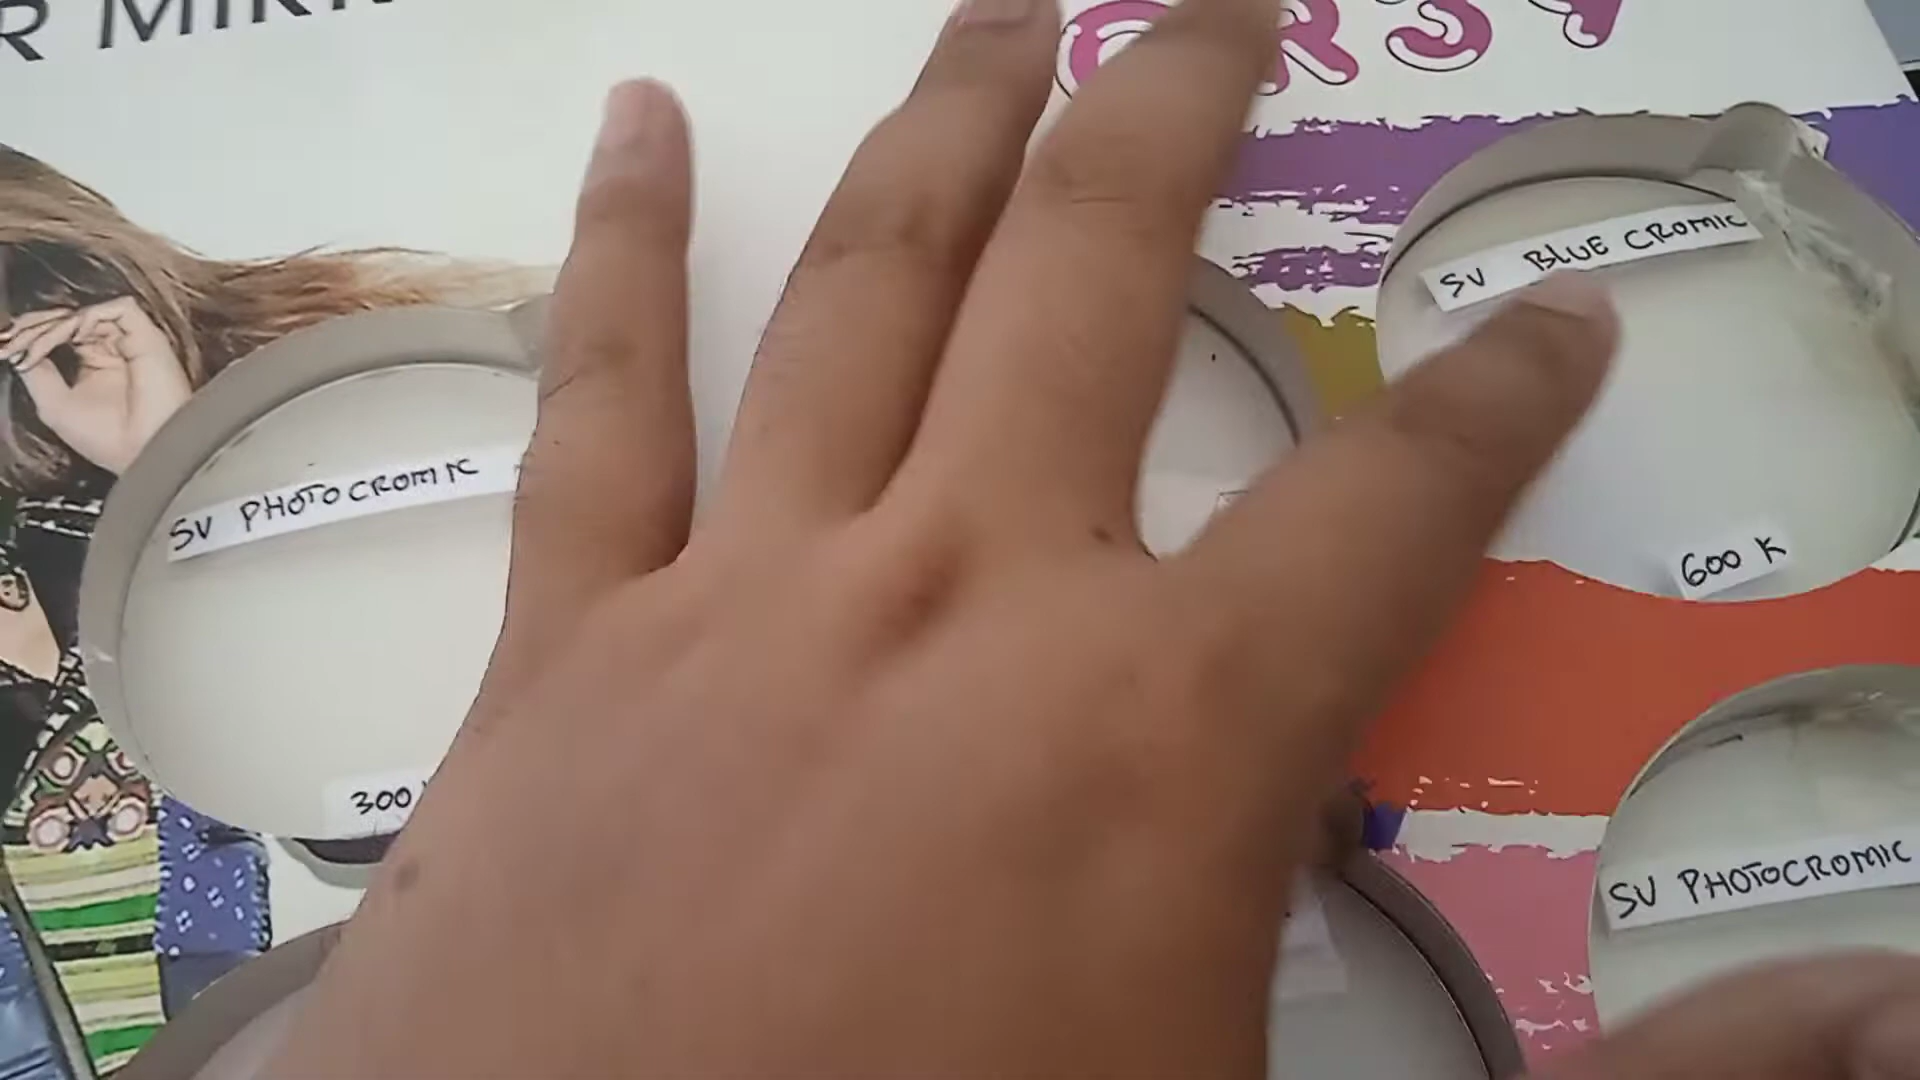 SV BLUE CROMIC
600 K
SV PHOTOCROMIC
300
SV PHOTOCROMIC